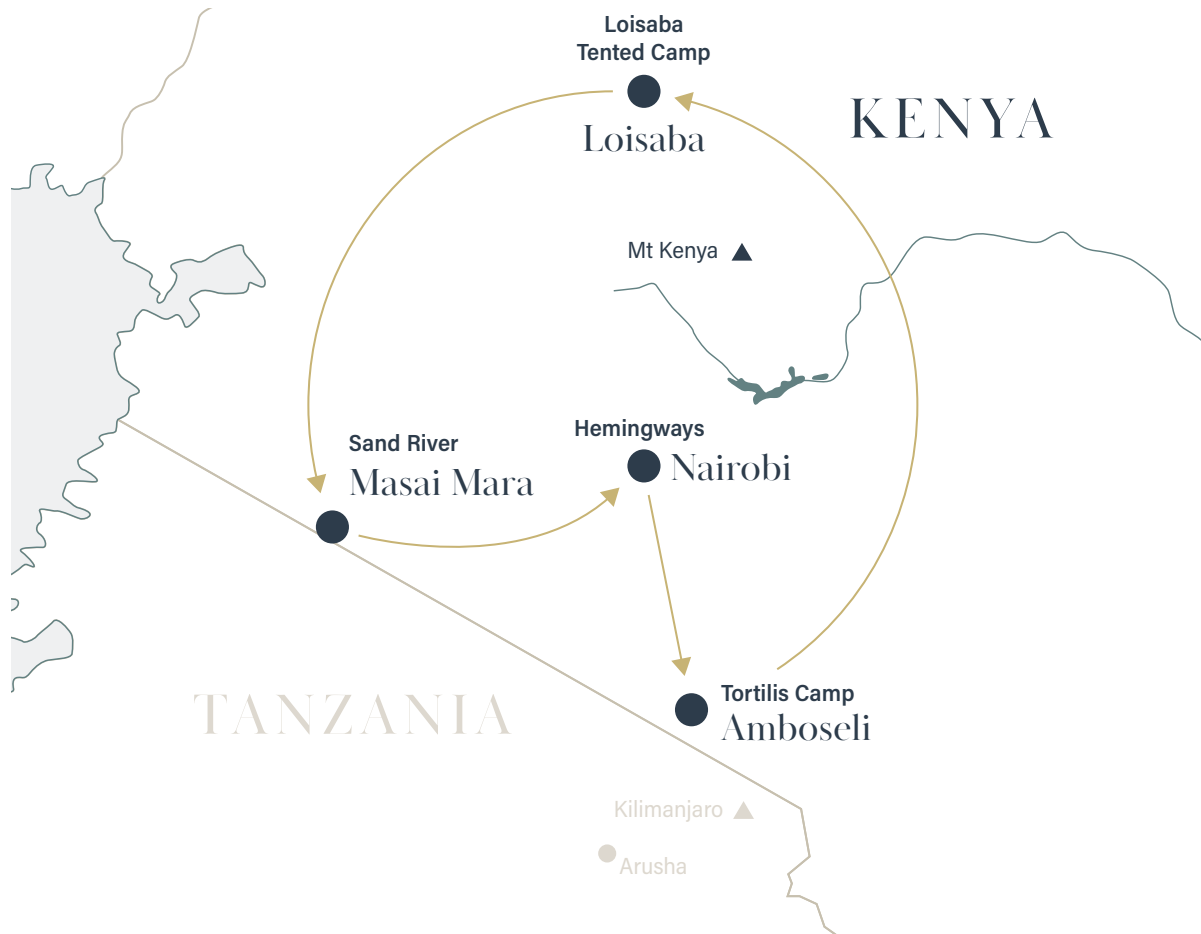 Loisaba
Tented Camp
Loisaba
KENYA
Mt Kenya
Hemingways
Nairobi
Sand River
Masai Mara
Tortilis Camp
Amboseli
TANZANIA
Kilimanjaro
Arusha